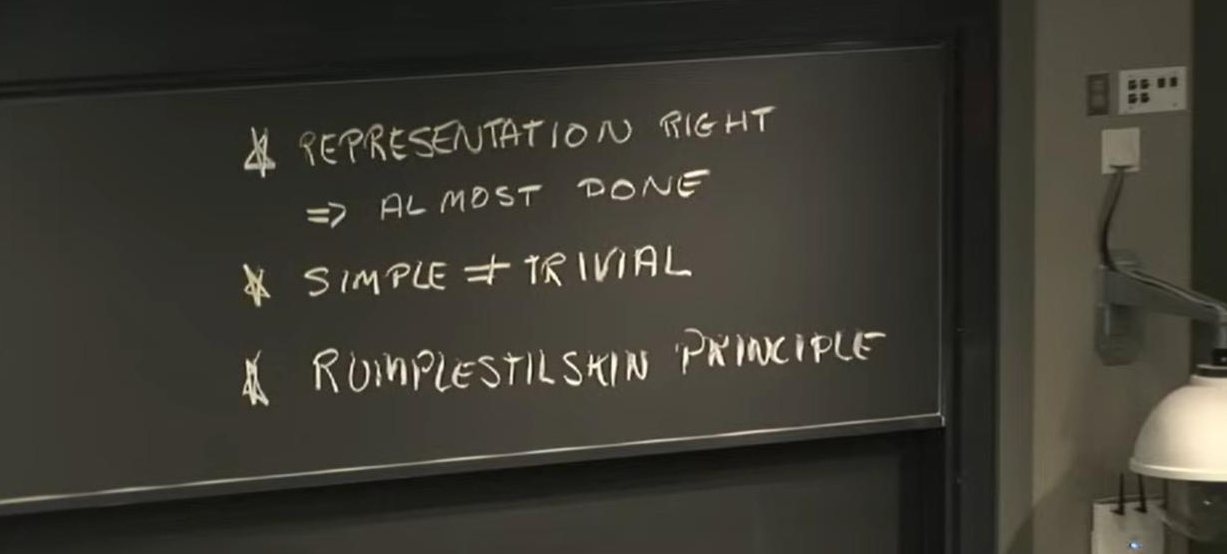 * REPRESENTATION RIGHT
=> ALMOST DONE
* SIMPLE ≠ TRIVIAL
* RUMPLESTILSKIN PRINCIPLE